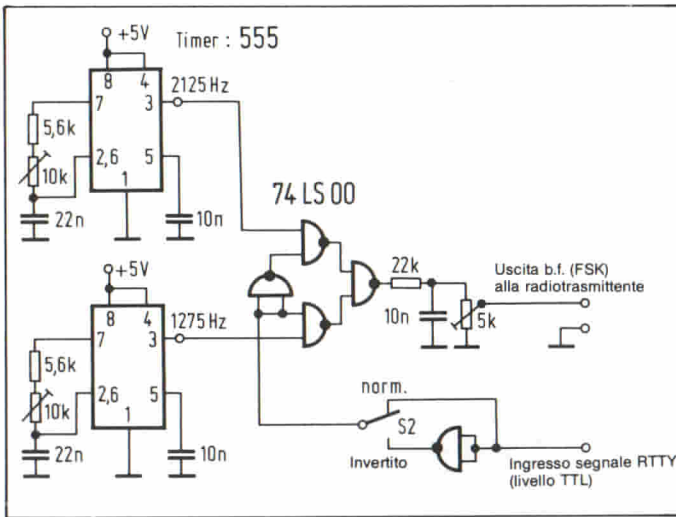 +5V
Timer : 555
8 4
2125 Hz
7 3
5,6k
10k
2,6 5
1
22n
10n
74 LS 00
+5V
8 4
1275 Hz
7 3
5,6k
10k
2,6 5
1
22n
10n
22k
10n
5k
Uscita b.f. (FSK)
alla radiotrasmittente
norm.
S2
Invertito
Ingresso segnale RTTY
(livello TTL)